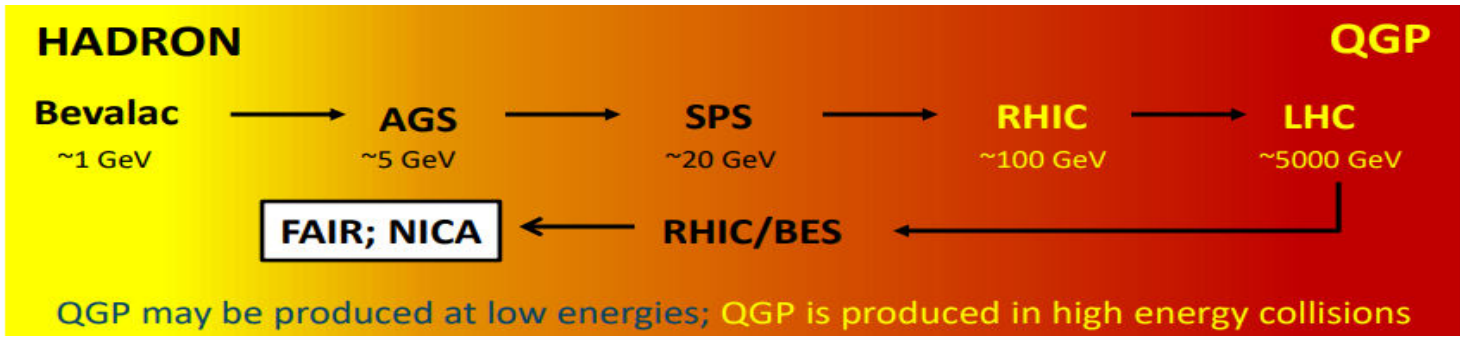 HADRON QGP
Bevalac AGS SPS RHIC LHC
~1 GeV ~5 GeV ~20 GeV ~100 GeV ~5000 GeV
FAIR; NICA RHIC/BES
QGP may be produced at low energies; QGP is produced in high energy collisions